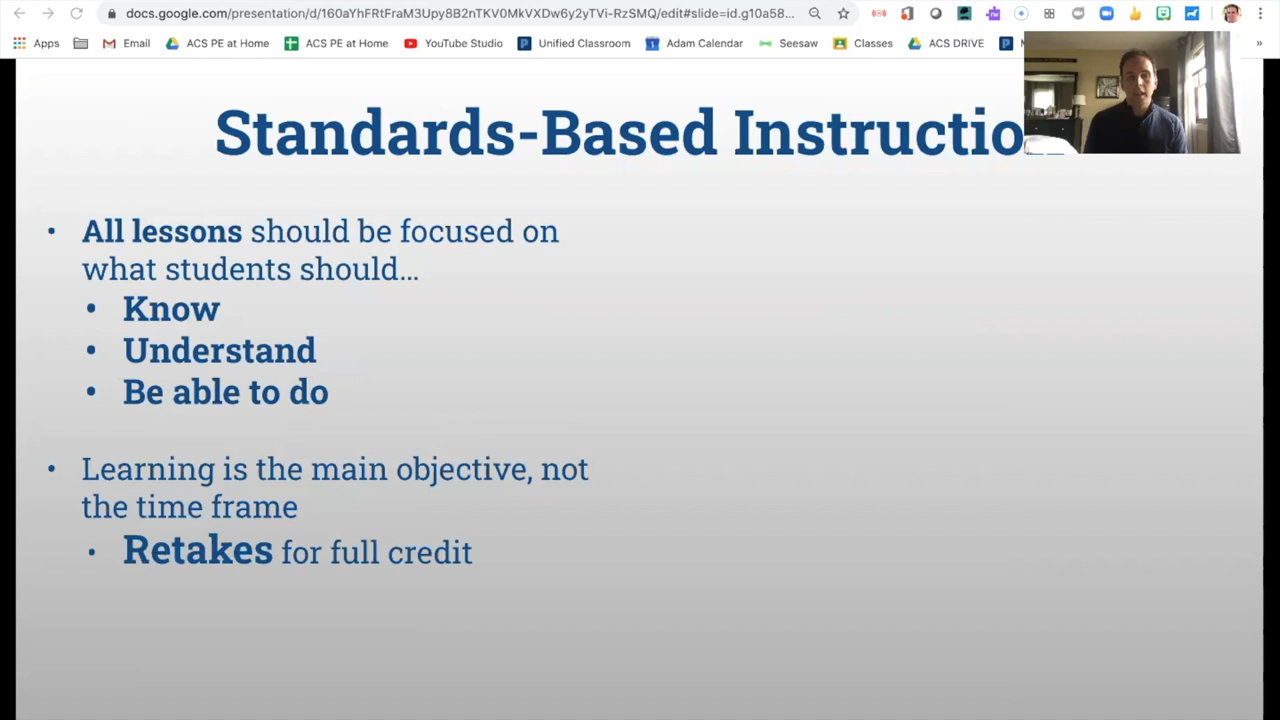 docs.google.com/presentation/d/160aYhFRtFraM3Upy8B2nTKV0MkVXDw6y2yTVi-RzSMQ/edit#slide=id.g10a58...
Apps Email ACS PE at Home ACS PE at Home YouTube Studio Unified Classroom Adam Calendar Seesaw Classes ACS DRIVE »
Standards-Based Instructio
• All lessons should be focused on
what students should...
• Know
• Understand
• Be able to do
• Learning is the main objective, not
the time frame
• Retakes for full credit